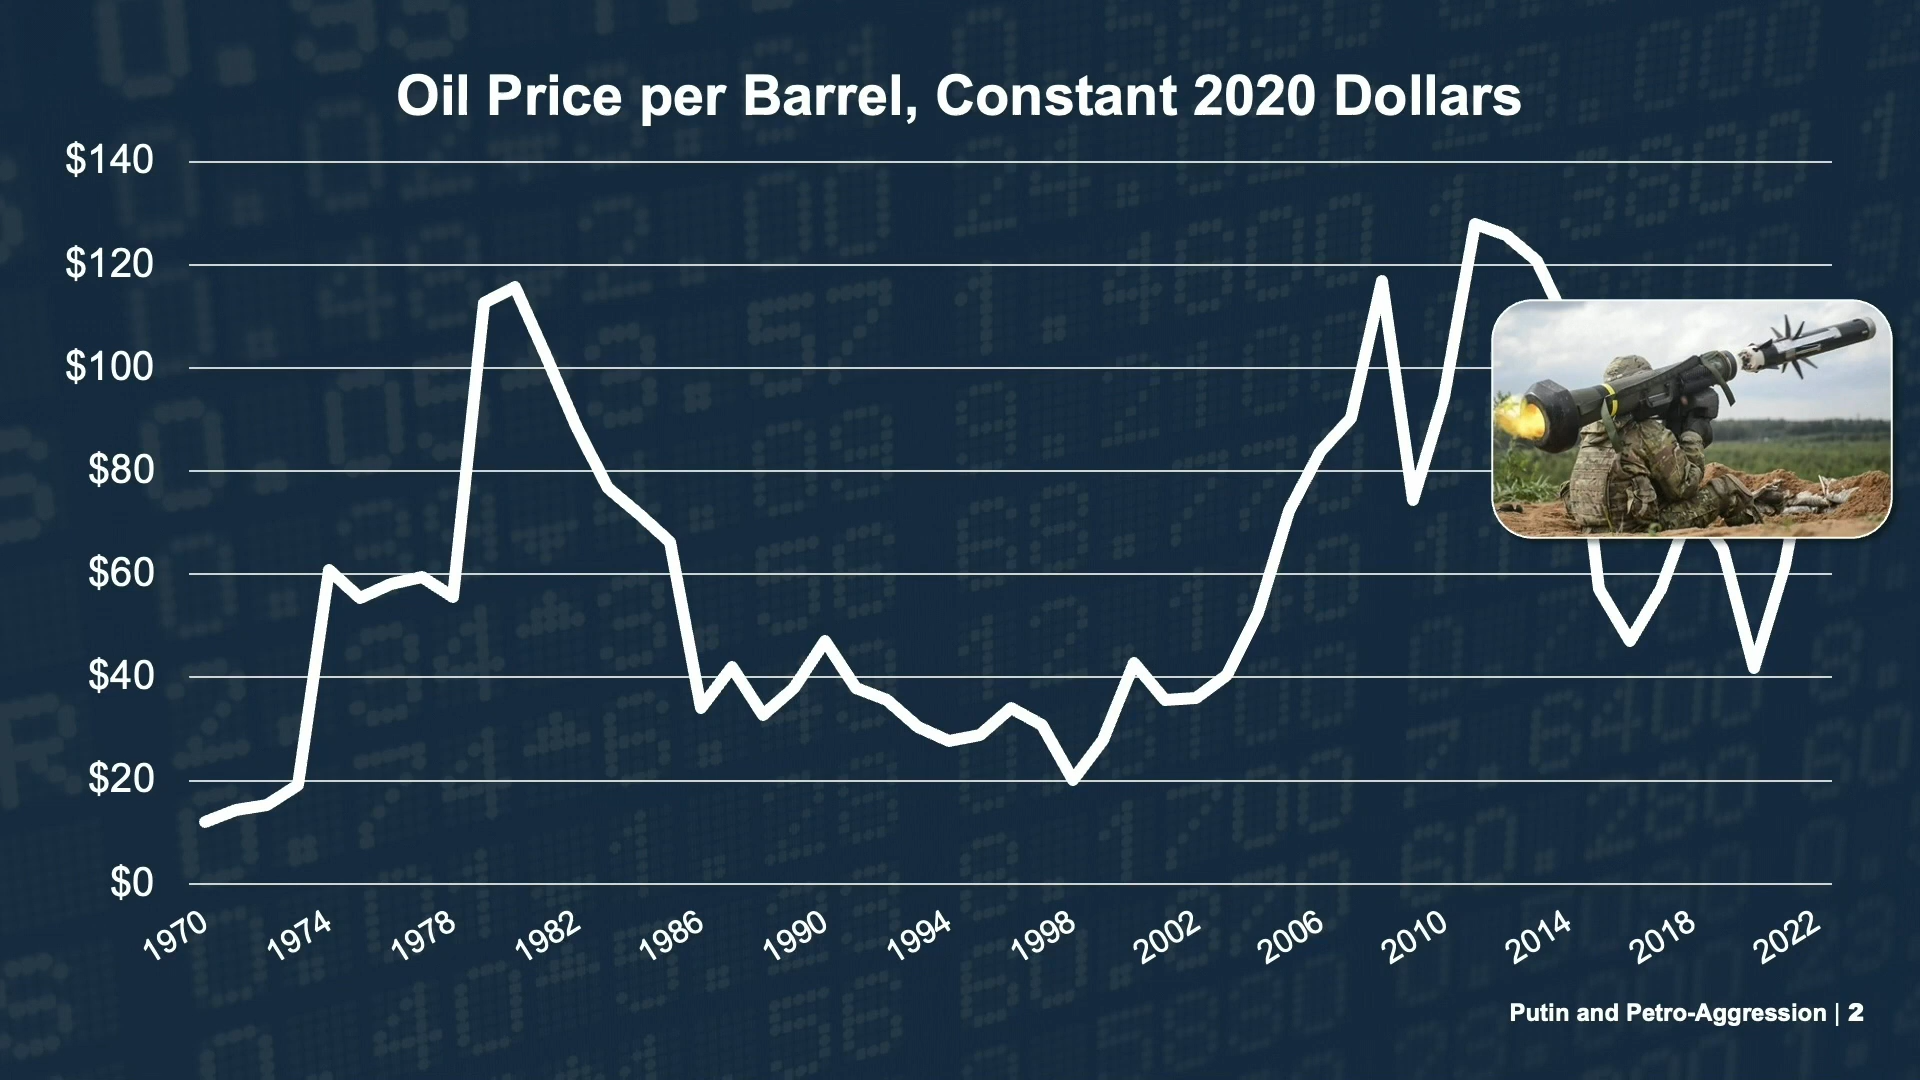 Oil Price per Barrel, Constant 2020 Dollars
$140
$120
$100
$80
$60
$40
$20
$0
1970 1974 1978 1982 1986 1990 1994 1998 2002 2006 2010 2014 2018 2022
Putin and Petro-Aggression | 2